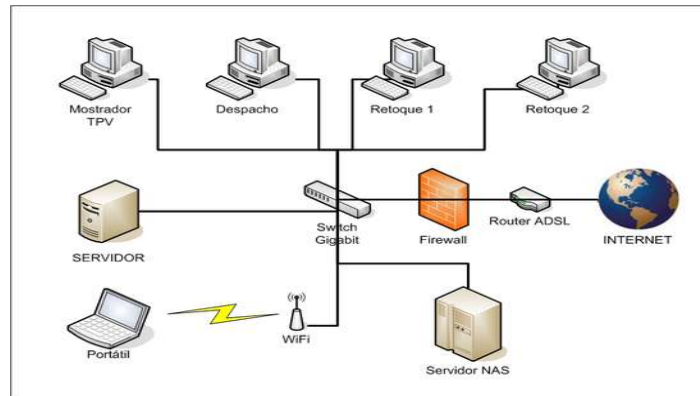 Mostrador
TPV
Despacho
Retoque 1
Retoque 2
SERVIDOR
Switch
Gigabit
Firewall
Router ADSL
INTERNET
Portátil
WiFi
Servidor NAS